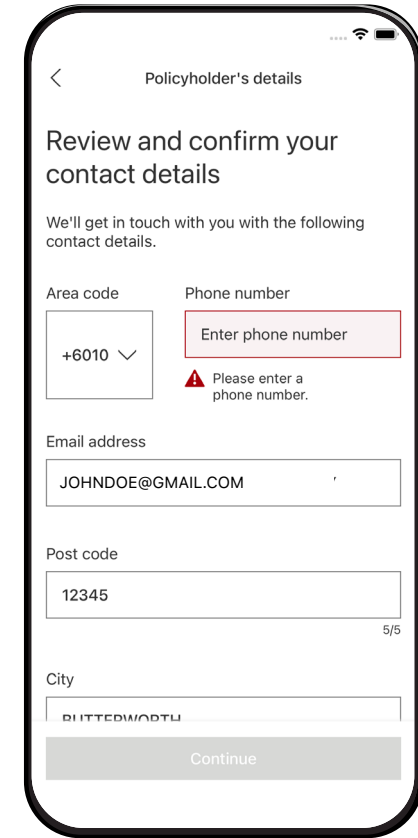 Policyholder's details
Review and confirm your
contact details
We'll get in touch with you with the following
contact details.
Area code
Phone number
+6010
Enter phone number
Please enter a
phone number.
Email address
JOHNDOE@GMAIL.COM
Post code
12345
5/5
City
BUTTERWORTH
Continue